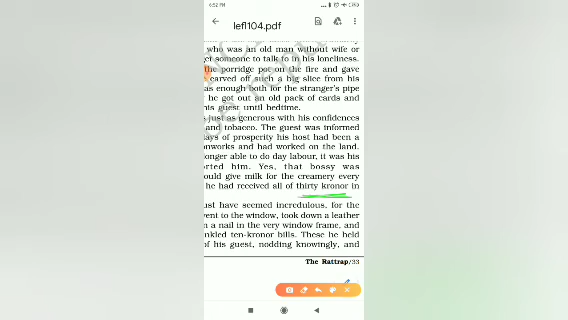 6:52 PM
lefl104.pdf
who was an old man without wife or
someone to talk to in his loneliness.
the porridge pot on the fire and gave
carved off such a big slice from his
as enough both for the stranger's pipe
he got out an old pack of cards and
his guest until bedtime.
just as generous with his confidences
and tobacco. The guest was informed
days of prosperity his host had been a
onworks and had worked on the land.
onger able to do day labour, it was his
orted him. Yes, that bossy was
ould give milk for the creamery every
he had received all of thirty kronor in
ust have seemed incredulous, for the
vent to the window, took down a leather
n a nail in the very window frame, and
nkled ten-kronor bills. These he held
of his guest, nodding knowingly, and
The Rattrap/33